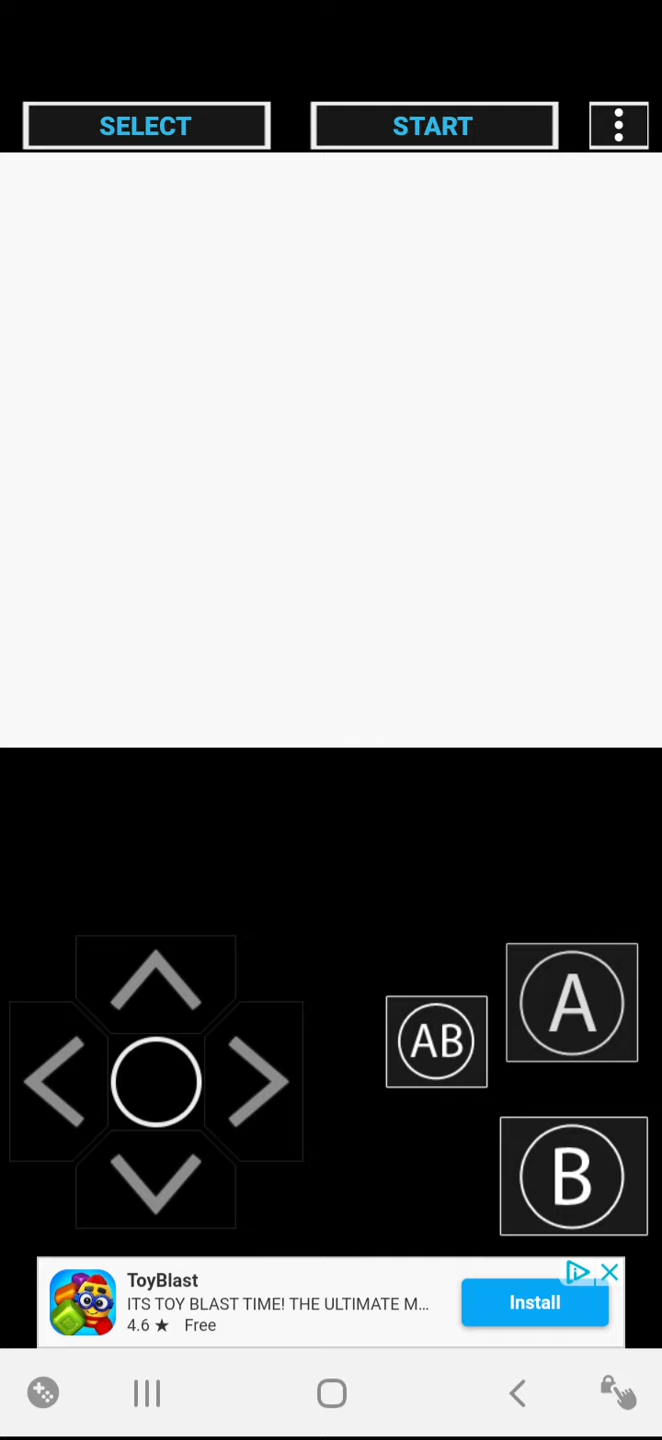 SELECT
START
AB
A
B
ToyBlast
ITS TOY BLAST TIME! THE ULTIMATE M...
4.6 ★ Free
Install